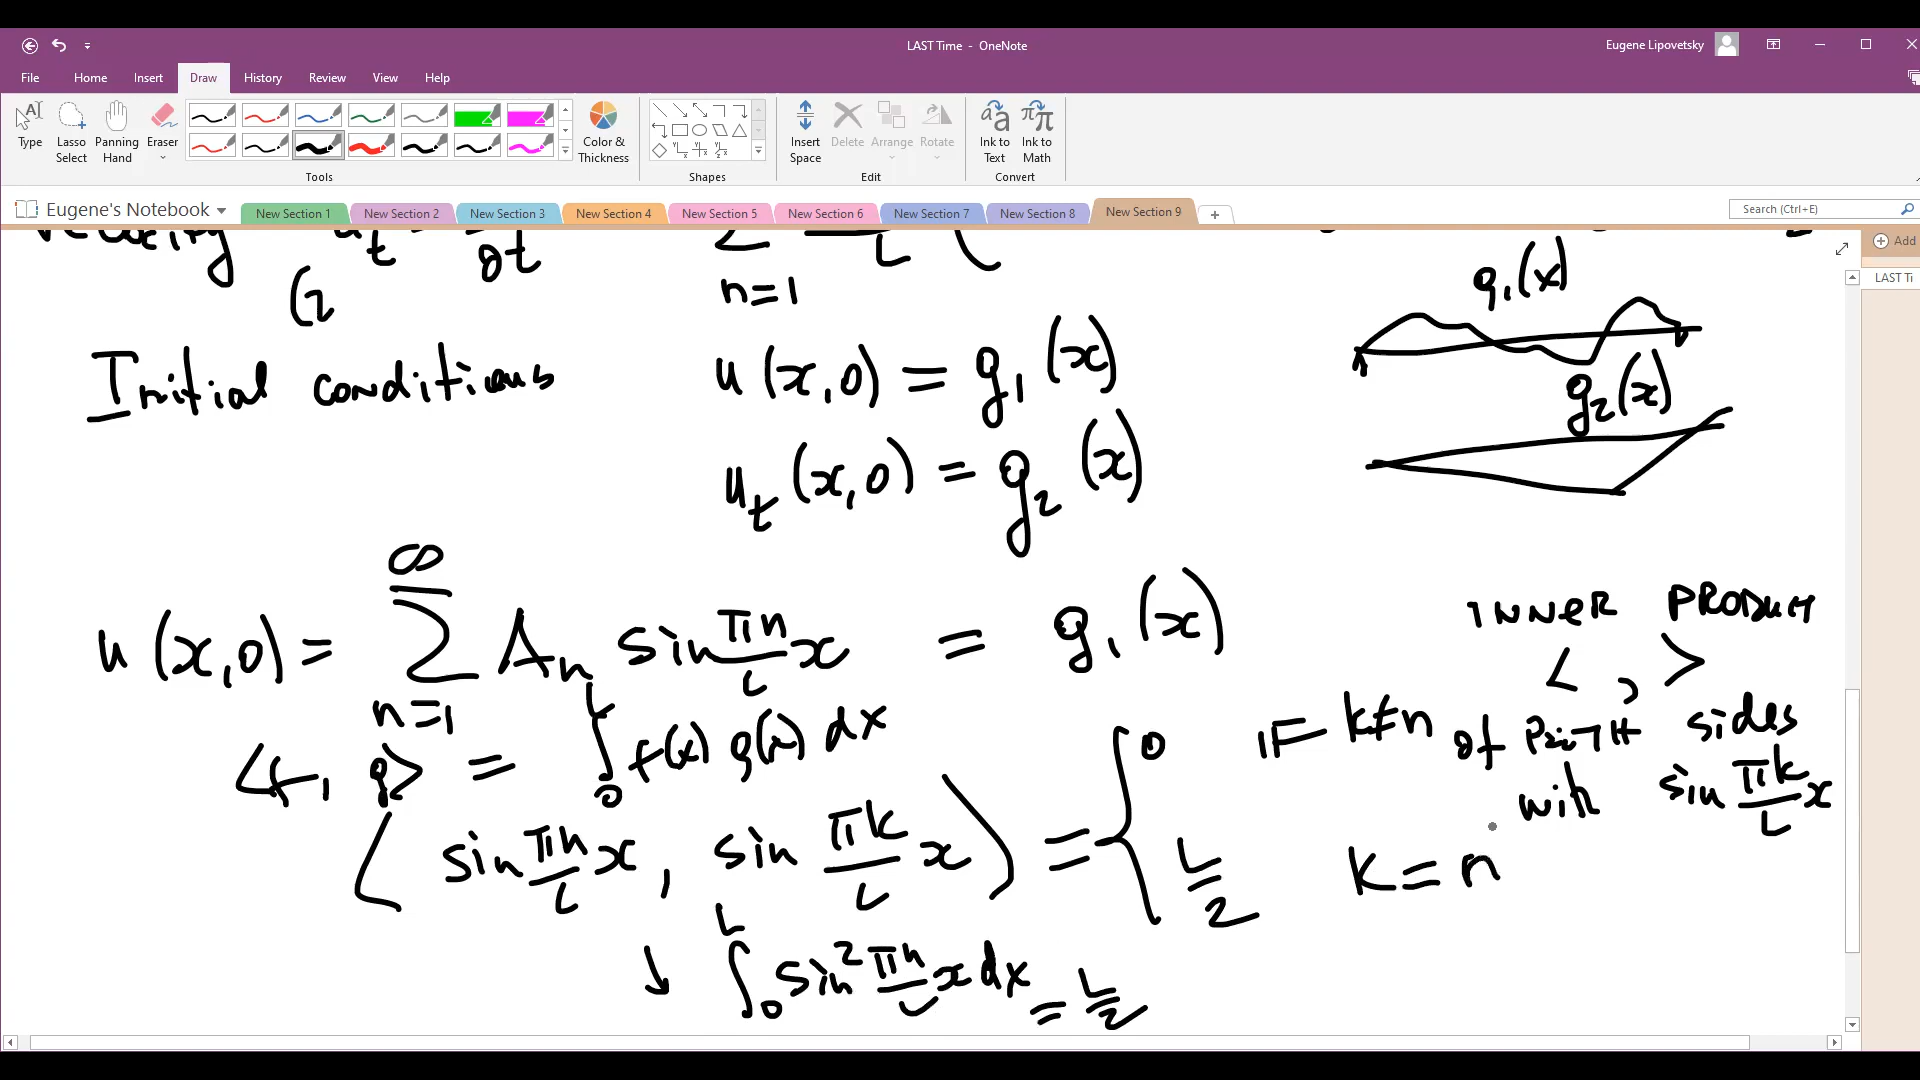 LAST Time - OneNote
Eugene Lipovetsky
File Home Insert Draw History Review View Help
Type
Lasso Select
Panning Hand
Eraser
Color & Thickness
Insert Space
Delete
Arrange
Rotate
Ink to Text
Ink to Math
Tools
Shapes
Edit
Convert
Eugene's Notebook
New Section 1 New Section 2 New Section 3 New Section 4 New Section 5 New Section 6 New Section 7 New Section 8 New Section 9 +
Search (Ctrl+E)
Add
LAST Ti
n=1
g₁(x)
Initial conditions
u(x,0) = g₁(x)
g₂(x)
uₜ(x,0) = g₂(x)
u(x,0) = ∑_{n=1}^{∞} Aₙ sin πn/L x = g₁(x)
INNER PRODUCT
< , >
<f, g> = ∫₀ᴸ f(x) g(x) dx
of sides
with sin πk/L x
< sin πn/L x, sin πk/L x > = { 0 IF k≠n
L/2 k = n
↓ ∫₀ᴸ sin² πn/L x dx = L/2